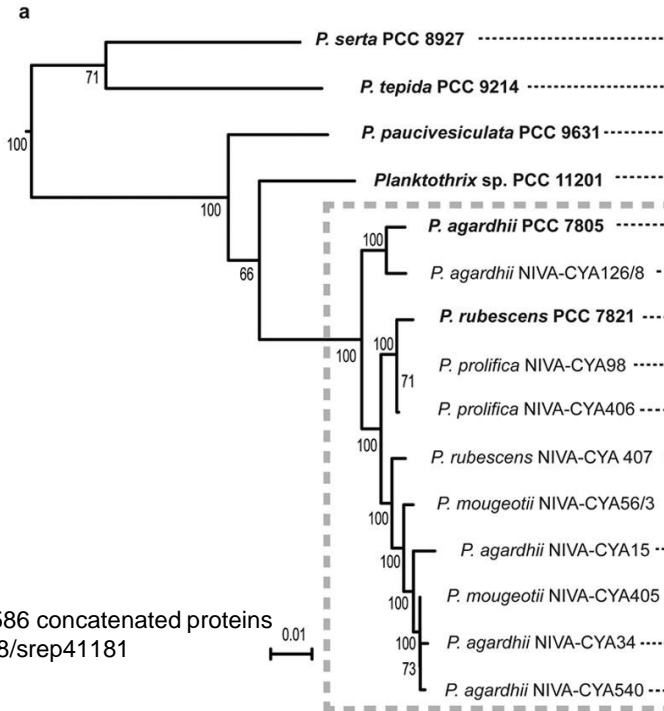 a
P. serta PCC 8927
71
P. tepida PCC 9214
100
P. paucivesiculata PCC 9631
Planktothrix sp. PCC 11201
100
P. agardhii PCC 7805
100
66
P. agardhii NIVA-CYA126/8
P. rubescens PCC 7821
100
100
P. prolifica NIVA-CYA98
71
P. prolifica NIVA-CYA406
100
P. rubescens NIVA-CYA 407
P. mougeotii NIVA-CYA56/3
100
P. agardhii NIVA-CYA15
100
P. mougeotii NIVA-CYA405
100
586 concatenated proteins
0.01
P. agardhii NIVA-CYA34
100
8/srep41181
73
P. agardhii NIVA-CYA540